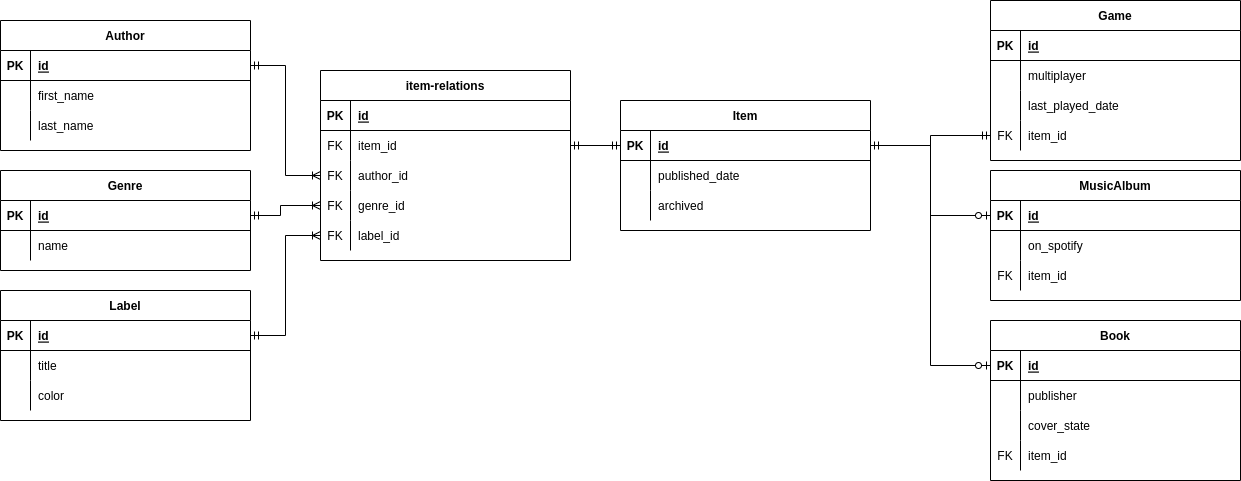 Author
PK id
first_name
last_name
Genre
PK id
name
Label
PK id
title
color
item-relations
PK id
FK item_id
FK author_id
FK genre_id
FK label_id
Item
PK id
published_date
archived
Game
PK id
multiplayer
last_played_date
FK item_id
MusicAlbum
PK id
on_spotify
FK item_id
Book
PK id
publisher
cover_state
FK item_id